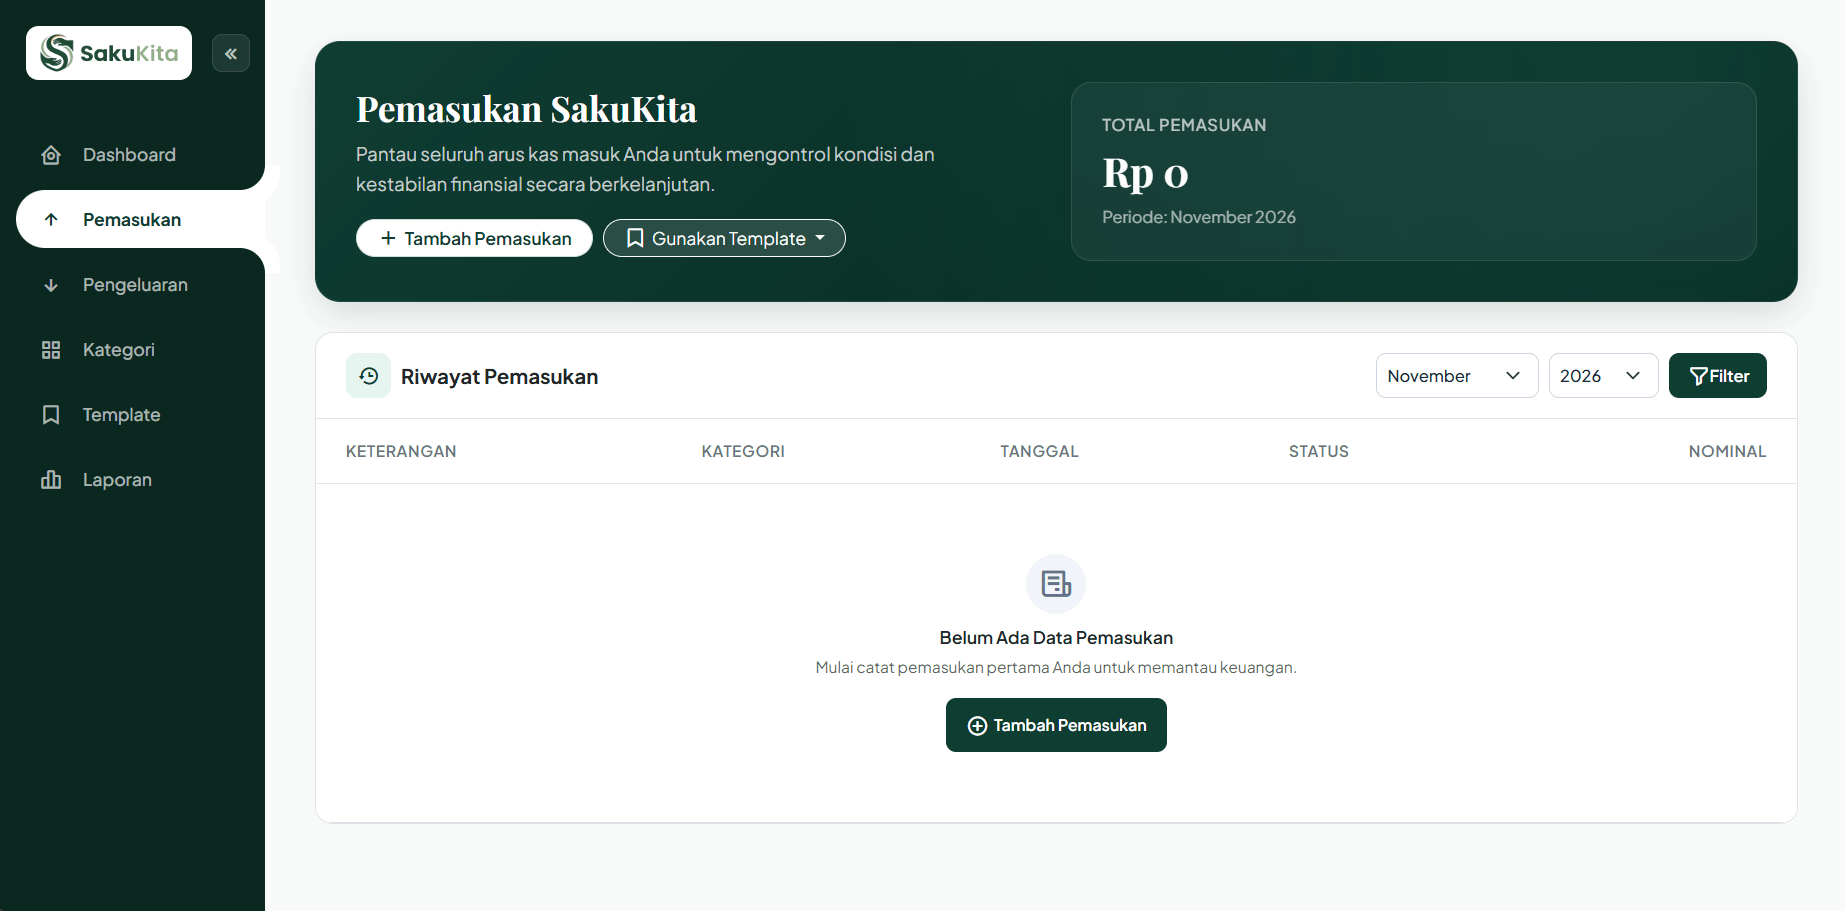 SakuKita
Dashboard
Pemasukan
Pengeluaran
Kategori
Template
Laporan
Pemasukan SakuKita
Pantau seluruh arus kas masuk Anda untuk mengontrol kondisi dan
kestabilan finansial secara berkelanjutan.
Tambah Pemasukan
Gunakan Template
TOTAL PEMASUKAN
Rp 0
Periode: November 2026
Riwayat Pemasukan
November
2026
Filter
KETERANGAN KATEGORI TANGGAL STATUS NOMINAL
Belum Ada Data Pemasukan
Mulai catat pemasukan pertama Anda untuk memantau keuangan.
Tambah Pemasukan